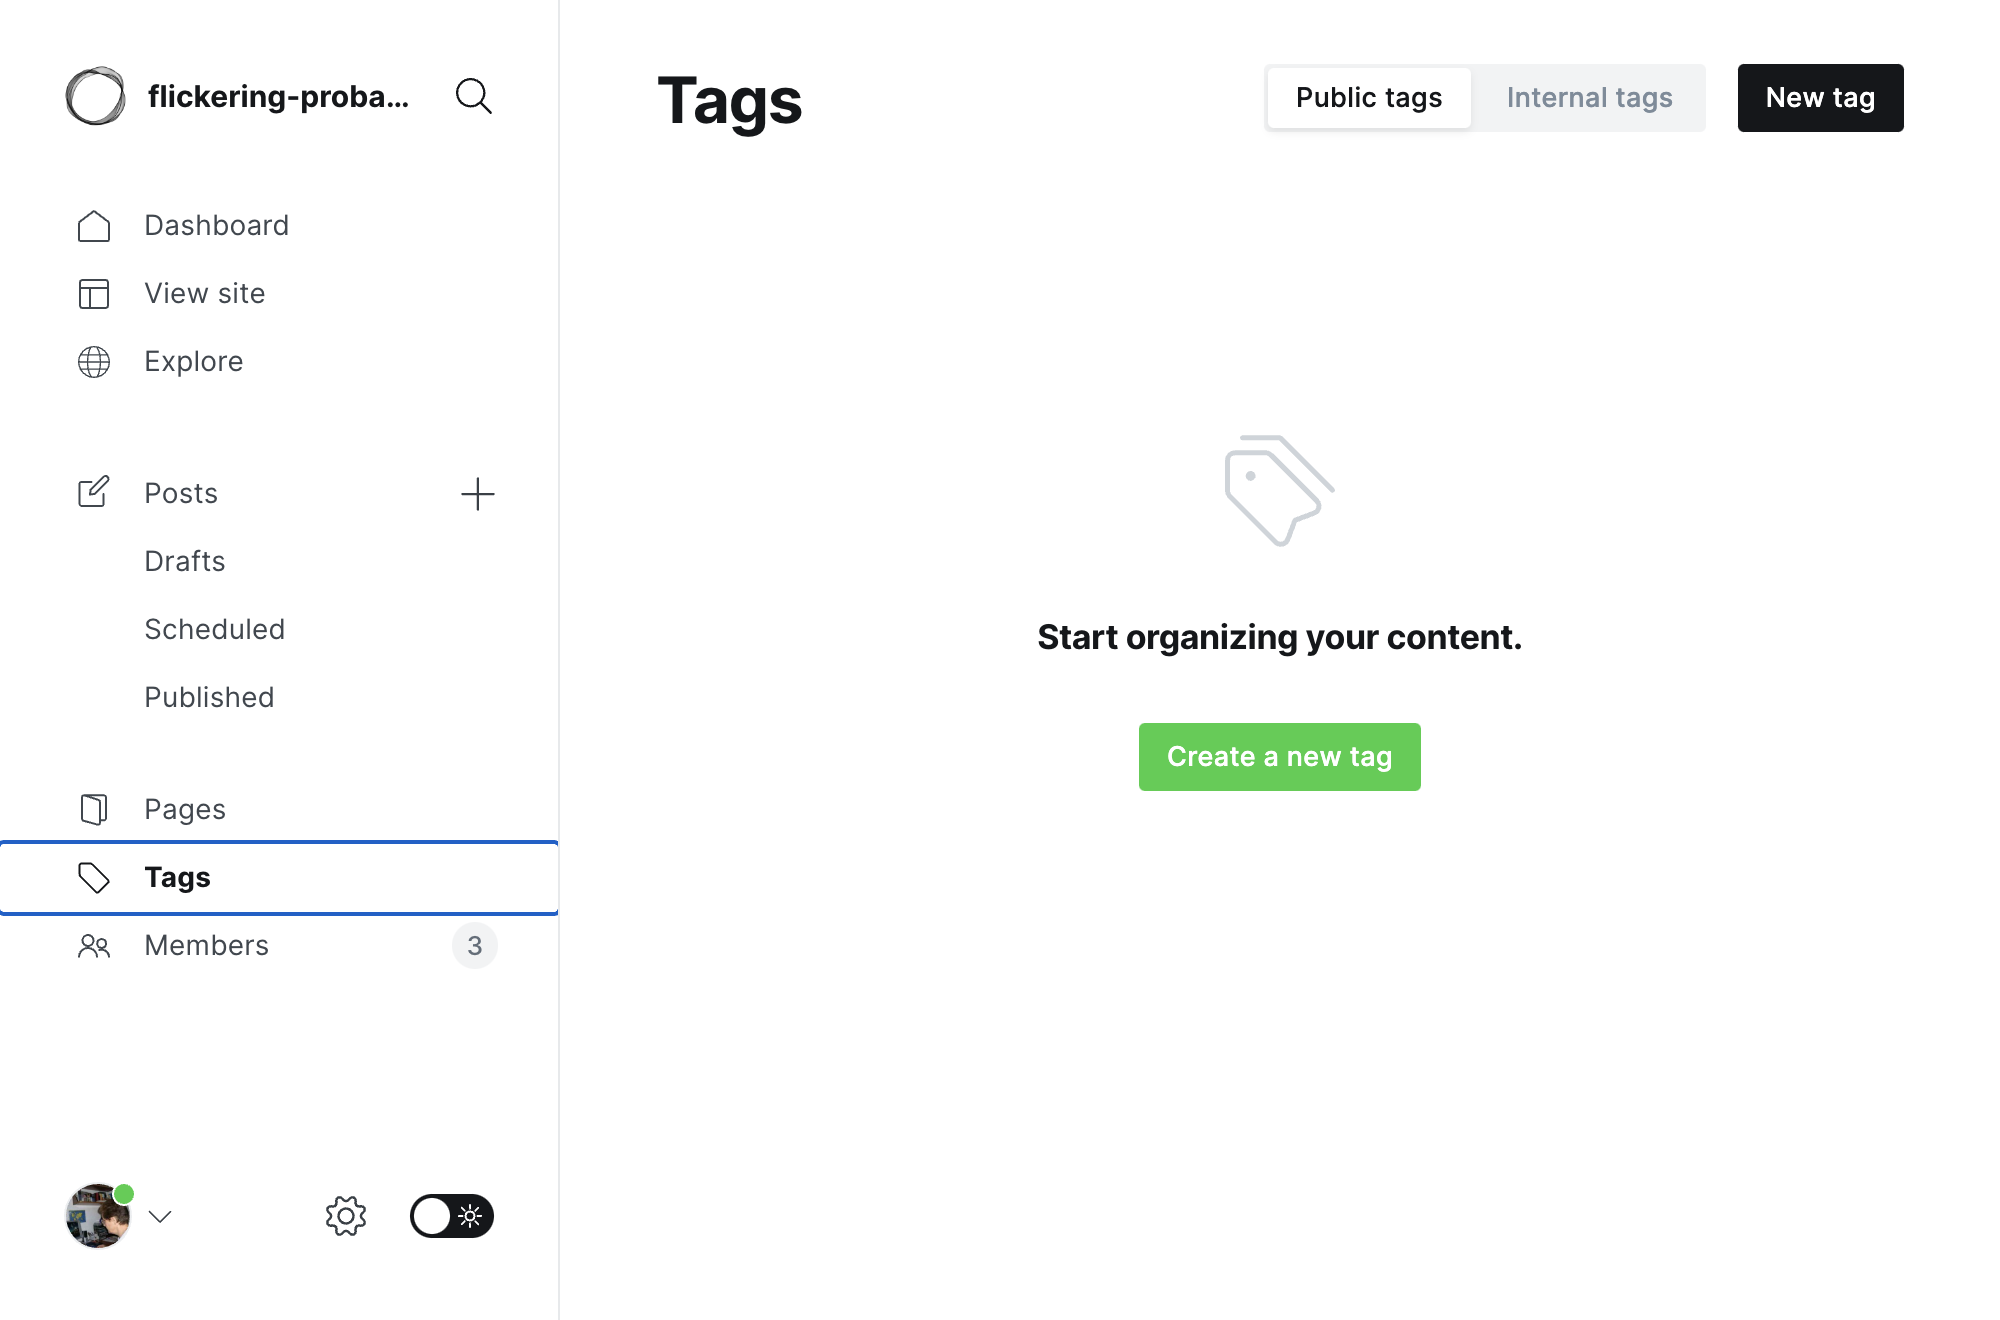 flickering-proba...
Dashboard
View site
Explore
Posts
Drafts
Scheduled
Published
Pages
Tags
Members 3
Tags
Public tags Internal tags New tag
Start organizing your content.
Create a new tag